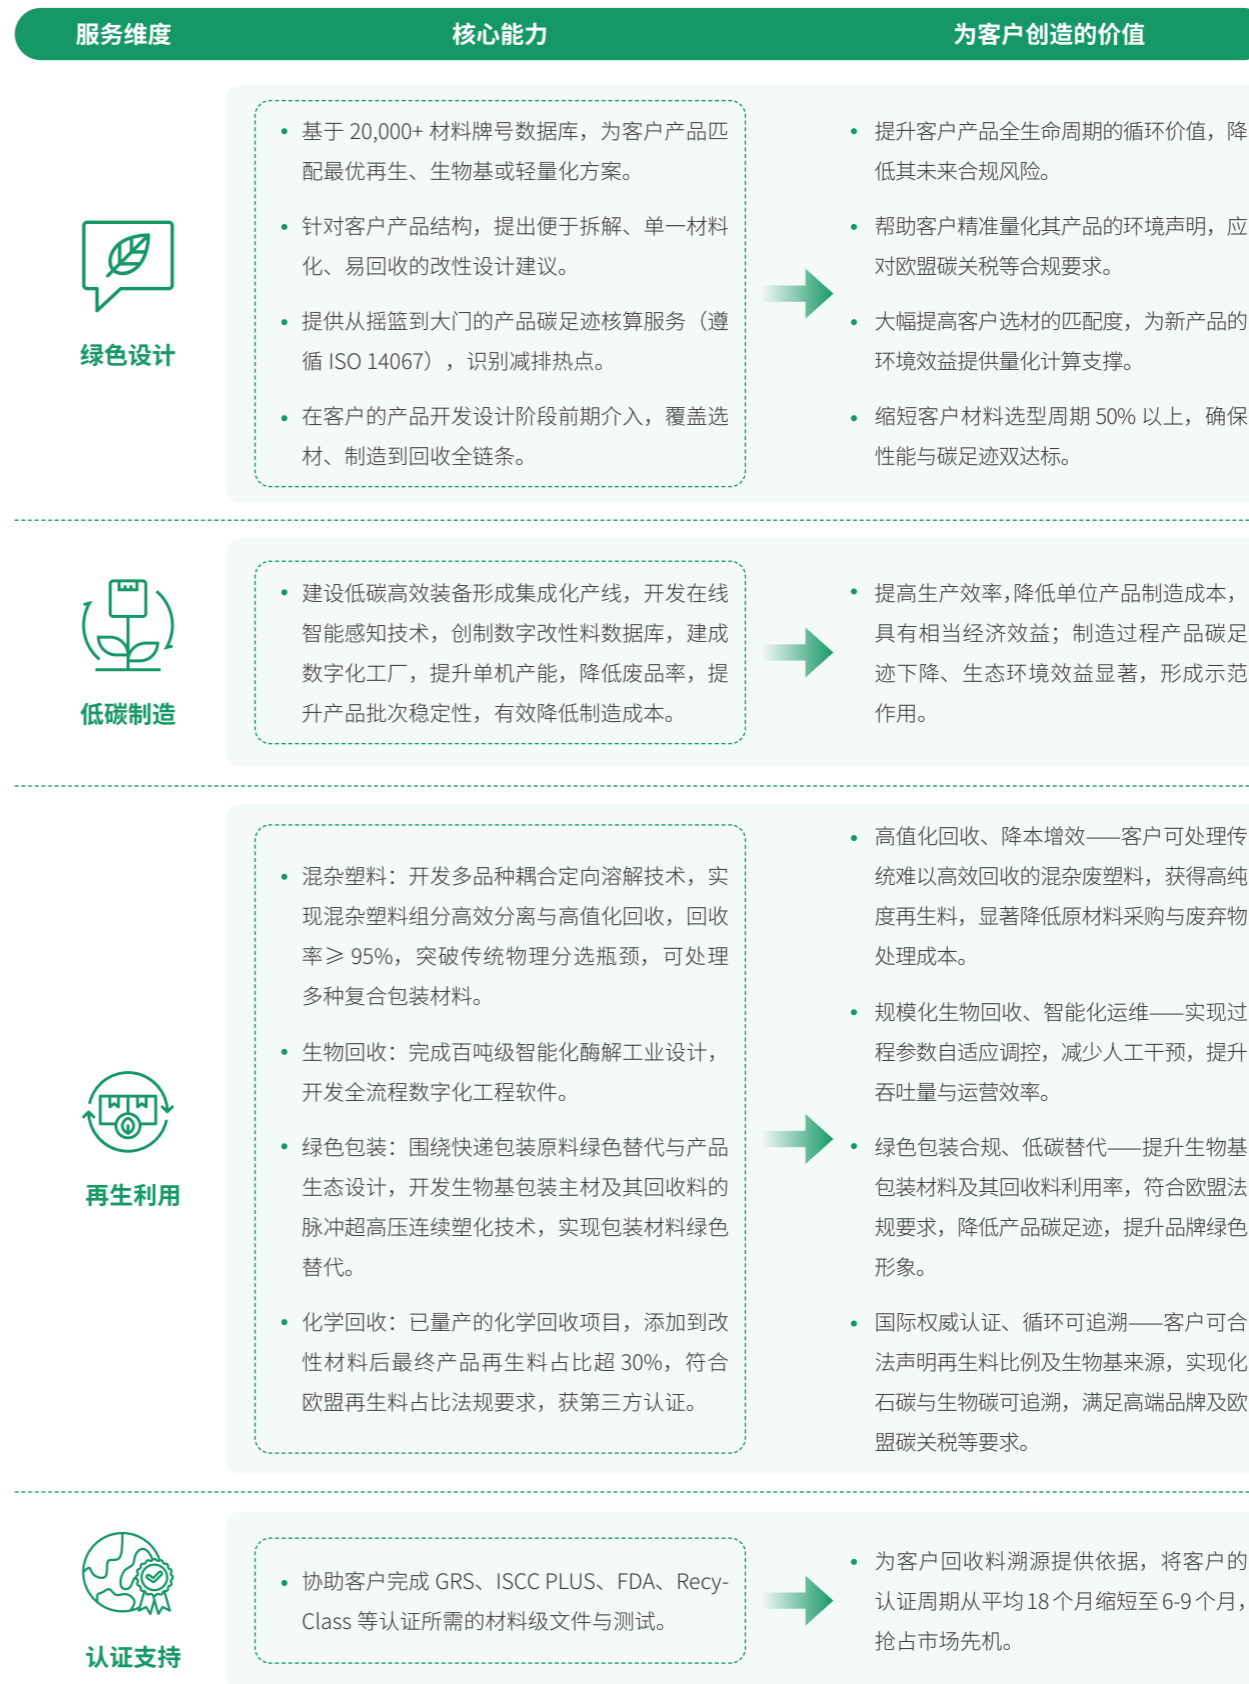 服务维度 核心能力 为客户创造的价值
绿色设计
• 基于 20,000+ 材料牌号数据库，为客户产品匹
配最优再生、生物基或轻量化方案。
• 针对客户产品结构，提出便于拆解、单一材料
化、易回收的改性设计建议。
• 提供从摇篮到大门的产品碳足迹核算服务（遵
循 ISO 14067），识别减排热点。
• 在客户的产品开发设计阶段前期介入，覆盖选
材、制造到回收全链条。
• 提升客户产品全生命周期的循环价值，降
低其未来合规风险。
• 帮助客户精准量化其产品的环境声明，应
对欧盟碳关税等合规要求。
• 大幅提高客户选材的匹配度，为新产品的
环境效益提供量化计算支撑。
• 缩短客户材料选型周期 50% 以上，确保
性能与碳足迹双达标。
低碳制造
• 建设低碳高效装备形成集成化产线，开发在线
智能感知技术，创制数字改性料数据库，建成
数字化工厂，提升单机产能，降低废品率，提
升产品批次稳定性，有效降低制造成本。
• 提高生产效率，降低单位产品制造成本，
具有相当经济效益；制造过程产品碳足
迹下降、生态环境效益显著，形成示范
作用。
再生利用
• 混杂塑料：开发多品种耦合定向溶解技术，实
现混杂塑料组分高效分离与高值化回收，回收
率≥ 95%，突破传统物理分选瓶颈，可处理
多种复合包装材料。
• 生物回收：完成百吨级智能化酶解工业设计，
开发全流程数字化工程软件。
• 绿色包装：围绕快递包装原料绿色替代与产品
生态设计，开发生物基包装主材及其回收料的
脉冲超高压连续塑化技术，实现包装材料绿色
替代。
• 化学回收：已量产的化学回收项目，添加到改
性材料后最终产品再生料占比超 30%，符合
欧盟再生料占比法规要求，获第三方认证。
• 高值化回收、降本增效——客户可处理传
统难以高效回收的混杂废塑料，获得高纯
度再生料，显著降低原材料采购与废弃物
处理成本。
• 规模化生物回收、智能化运维——实现过
程参数自适应调控，减少人工干预，提升
吞吐量与运营效率。
• 绿色包装合规、低碳替代——提升生物基
包装材料及其回收料利用率，符合欧盟法
规要求，降低产品碳足迹，提升品牌绿色
形象。
• 国际权威认证、循环可追溯——客户可合
法声明再生料比例及生物基来源，实现化
石碳与生物碳可追溯，满足高端品牌及欧
盟碳关税等要求。
认证支持
• 协助客户完成 GRS、ISCC PLUS、FDA、Recy-
Class 等认证所需的材料级文件与测试。
• 为客户回收料溯源提供依据，将客户的
认证周期从平均 18 个月缩短至 6-9 个月，
抢占市场先机。